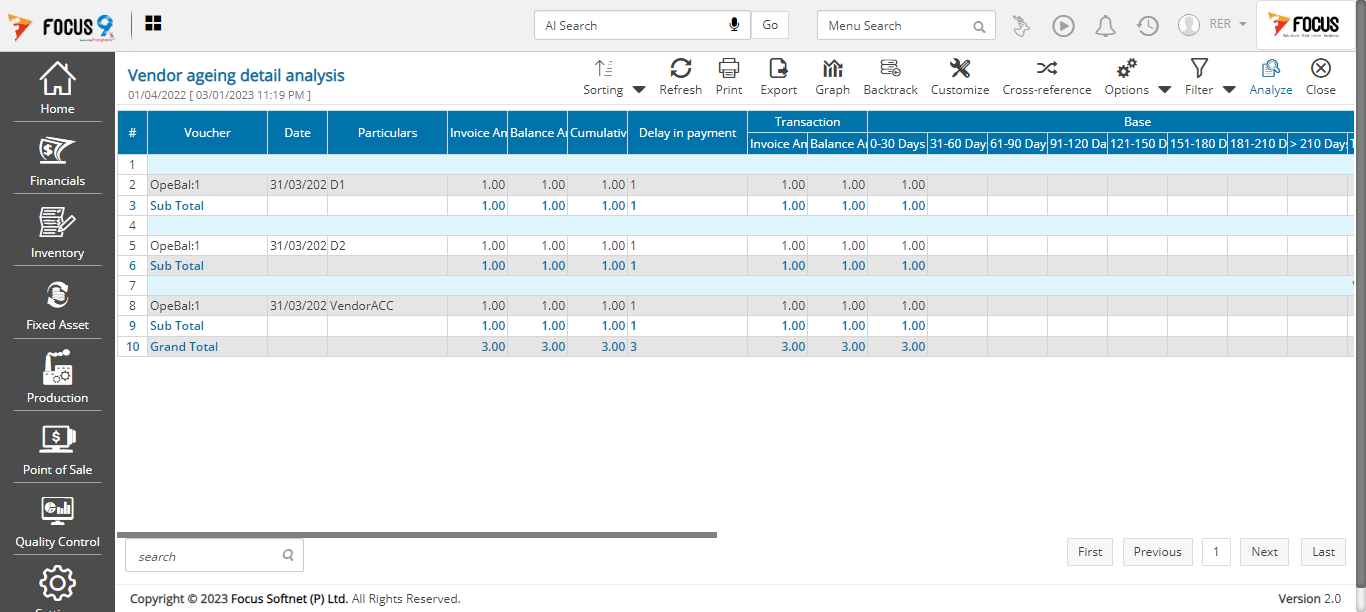 FOCUS 9
AI Search
Go
Menu Search
RER
FOCUS
Home
Financials
Inventory
Fixed Asset
Production
Point of Sale
Quality Control
Vendor ageing detail analysis
01/04/2022 [ 03/01/2023 11:19 PM ]
Sorting Refresh Print Export Graph Backtrack Customize Cross-reference Options Filter Analyze Close
# Voucher Date Particulars Invoice An Balance A Cumulativ Delay in payment Transaction Base
Invoice An Balance A 0-30 Days 31-60 Day 61-90 Day 91-120 Da 121-150 D 151-180 D 181-210 D > 210 Day
1
2 OpeBal:1 31/03/202 D1 1.00 1.00 1.00 1 1.00 1.00 1.00
3 Sub Total 1.00 1.00 1.00 1 1.00 1.00 1.00
4
5 OpeBal:1 31/03/202 D2 1.00 1.00 1.00 1 1.00 1.00 1.00
6 Sub Total 1.00 1.00 1.00 1 1.00 1.00 1.00
7
8 OpeBal:1 31/03/202 VendorACC 1.00 1.00 1.00 1 1.00 1.00 1.00
9 Sub Total 1.00 1.00 1.00 1 1.00 1.00 1.00
10 Grand Total 3.00 3.00 3.00 3 3.00 3.00 3.00
search
First Previous 1 Next Last
Copyright © 2023 Focus Softnet (P) Ltd. All Rights Reserved.
Version 2.0